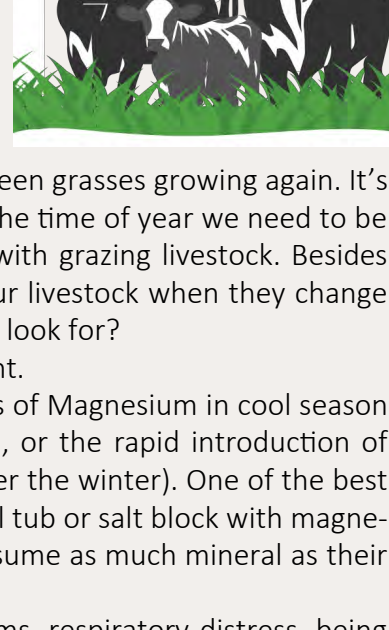 een grasses growing again. It's
he time of year we need to be
with grazing livestock. Besides
ur livestock when they change
look for?
nt.
s of Magnesium in cool season
, or the rapid introduction of
er the winter). One of the best
l tub or salt block with magne-
sume as much mineral as their
ms, respiratory distress, being